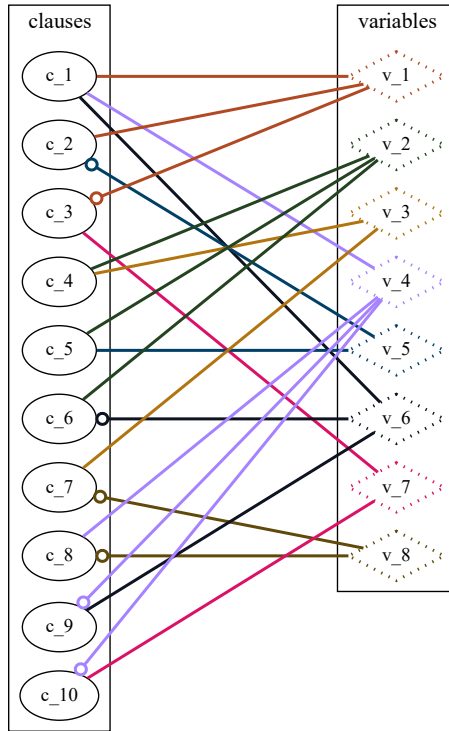 clauses
variables
c_1
v_1
c_2
v_2
c_3
v_3
c_4
v_4
c_5
v_5
c_6
v_6
c_7
v_7
c_8
v_8
c_9
c_10